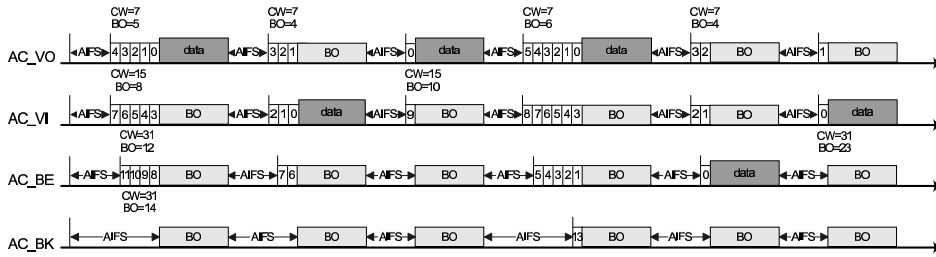 CW=7 CW=7 CW=7 CW=7
BO=5 BO=4 BO=6 BO=4
AC_VO AIFS 4 3 2 1 0 data AIFS 3 2 1 BO AIFS 0 data AIFS 5 4 3 2 1 0 data AIFS 3 2 BO AIFS 1 BO
CW=15 CW=15
BO=8 BO=10
AC_VI AIFS 7 6 5 4 3 BO AIFS 2 1 0 data AIFS 9 BO AIFS 8 7 6 5 4 3 BO AIFS 2 1 BO AIFS 0 data
CW=31 CW=31
BO=12 BO=23
AC_BE AIFS 11 10 9 8 BO AIFS 7 6 BO AIFS BO AIFS 5 4 3 2 1 BO AIFS 0 data AIFS BO
CW=31
BO=14
AC_BK AIFS BO AIFS BO AIFS BO AIFS 13 BO AIFS BO AIFS BO